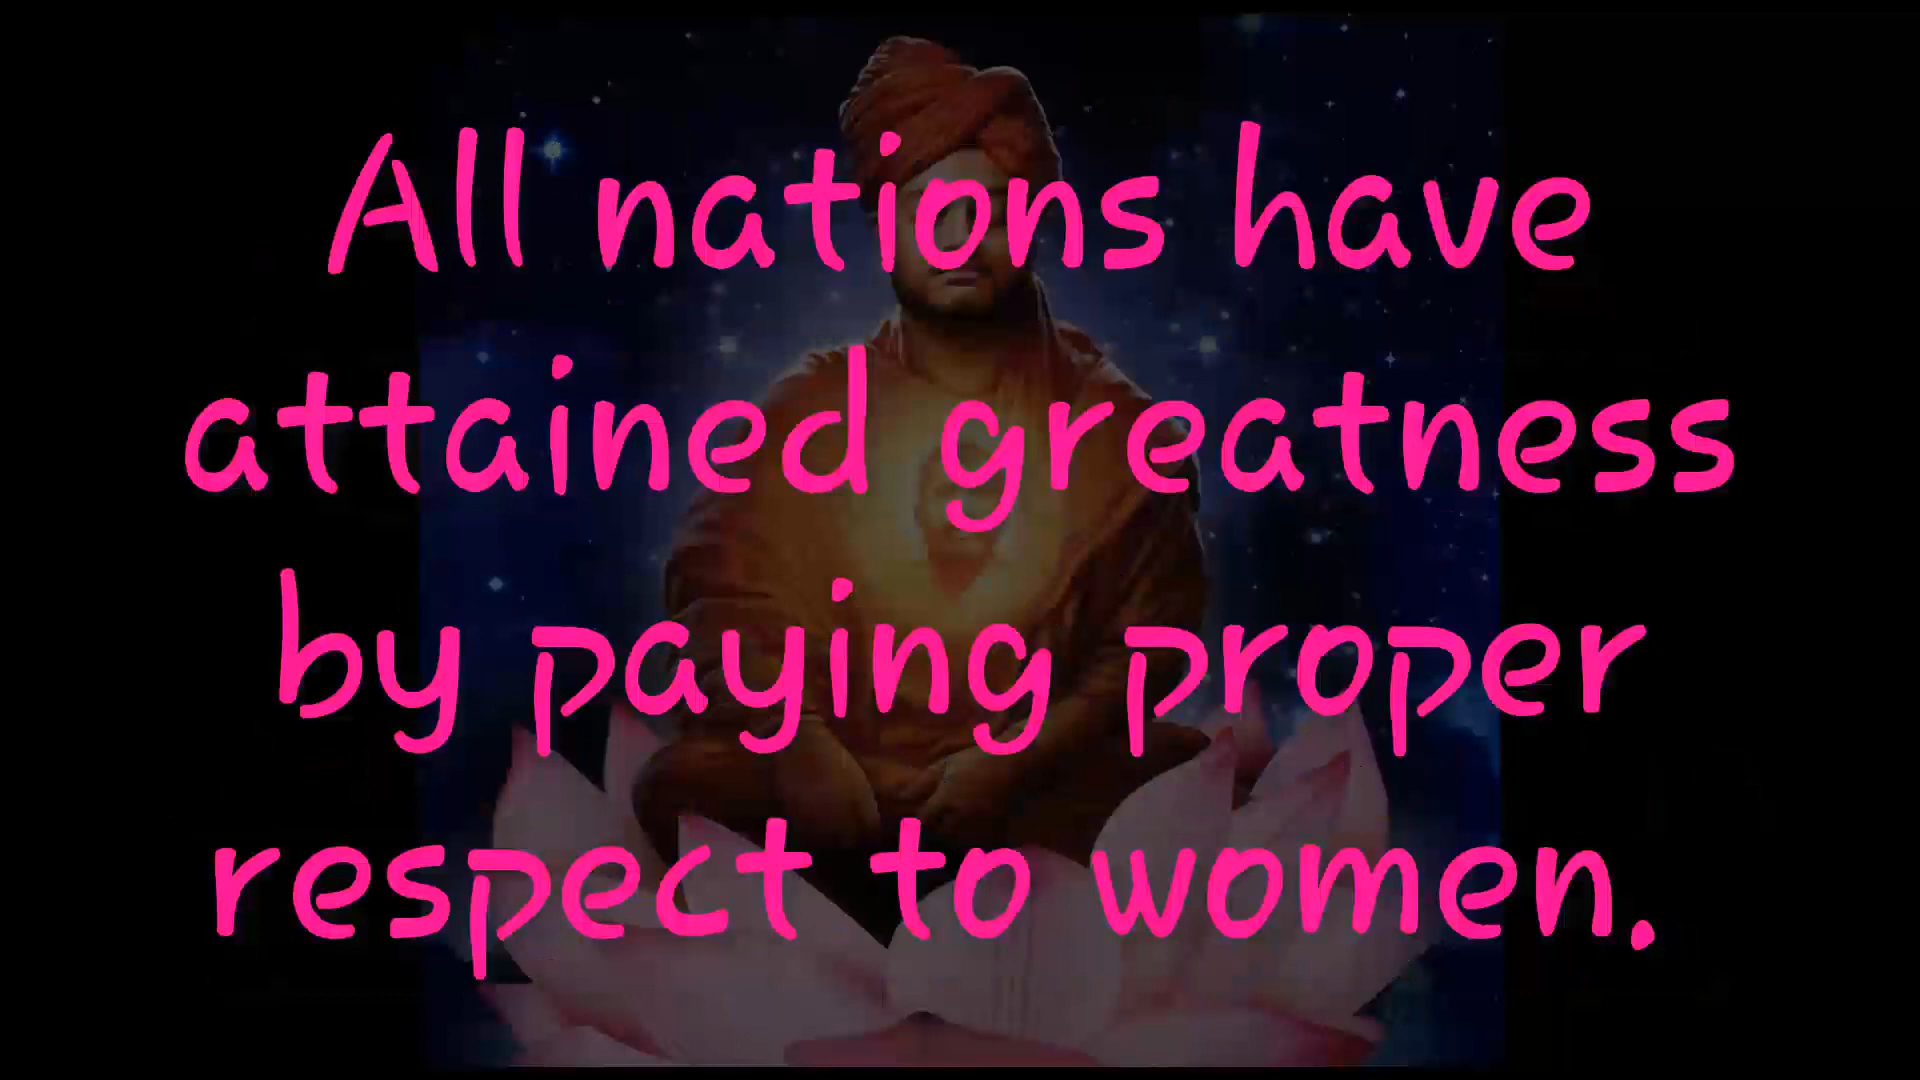 All nations have
attained greatness
by paying proper
respect to women.